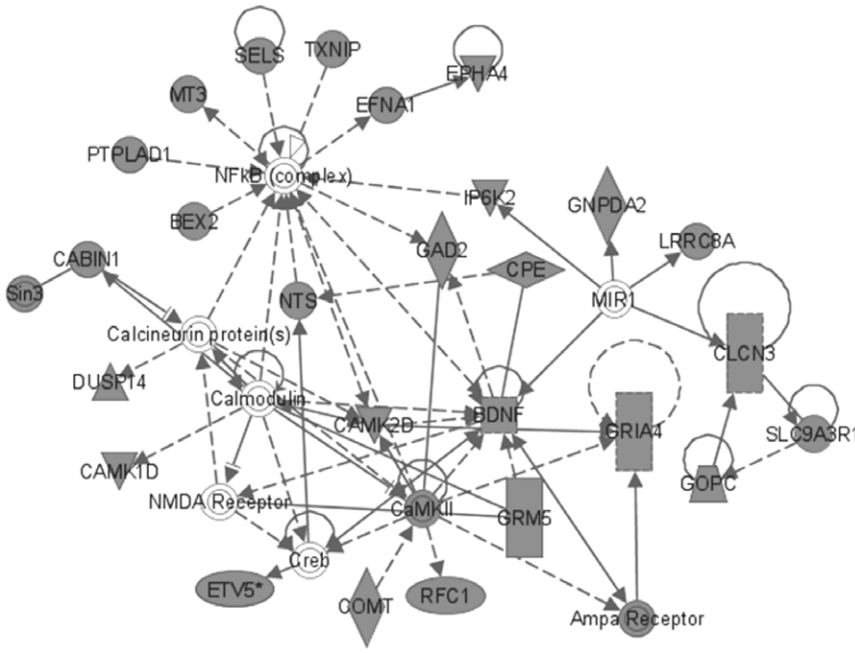 SELS
TXNIP
EPHA4
MT3
EFNA1
PTPLAD1
NFkB (complex)
IP6K2
GNPDA2
BEX2
LRRC8A
CABIN1
GAD2
CPE
Sin3
NTS
MIR1
Calcineurin protein(s)
CLCN3
DUSP14
Calmodulin
CAMK2D
BDNF
GRIA4
SLC9A3R1
CAMK1D
GOPC
NMDA Receptor
CaMKII
GRM5
Creb
ETV5*
COMT
RFC1
Ampa Receptor